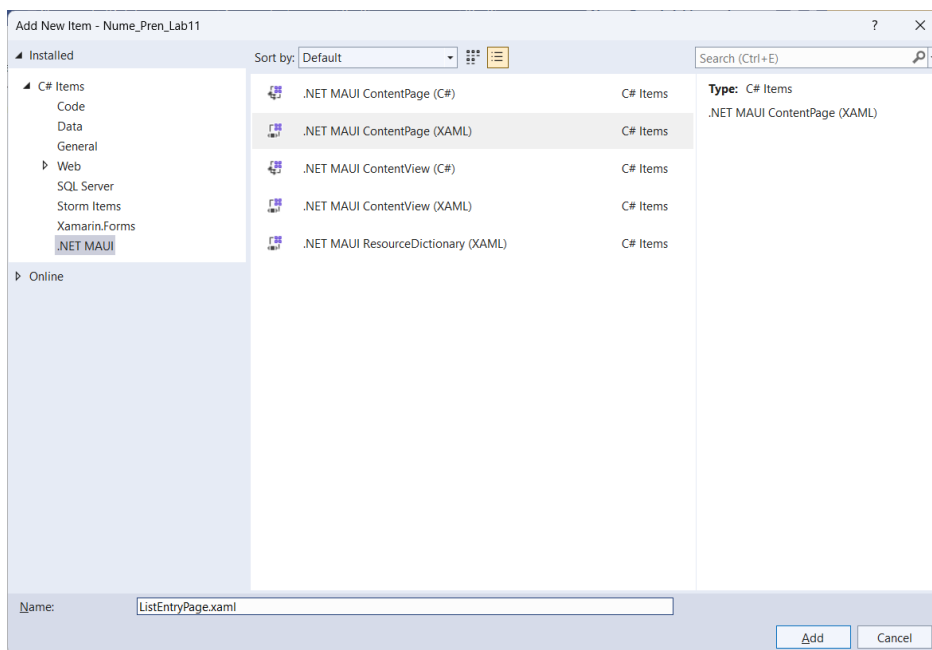 Add New Item - Nume_Pren_Lab11
?
Installed
Sort by: Default
Search (Ctrl+E)
C# Items
Code
Data
General
Web
SQL Server
Storm Items
Xamarin.Forms
.NET MAUI
Online
.NET MAUI ContentPage (C#) C# Items
.NET MAUI ContentPage (XAML) C# Items
.NET MAUI ContentView (C#) C# Items
.NET MAUI ContentView (XAML) C# Items
.NET MAUI ResourceDictionary (XAML) C# Items
Type: C# Items
.NET MAUI ContentPage (XAML)
Name: ListEntryPage.xaml
Add Cancel